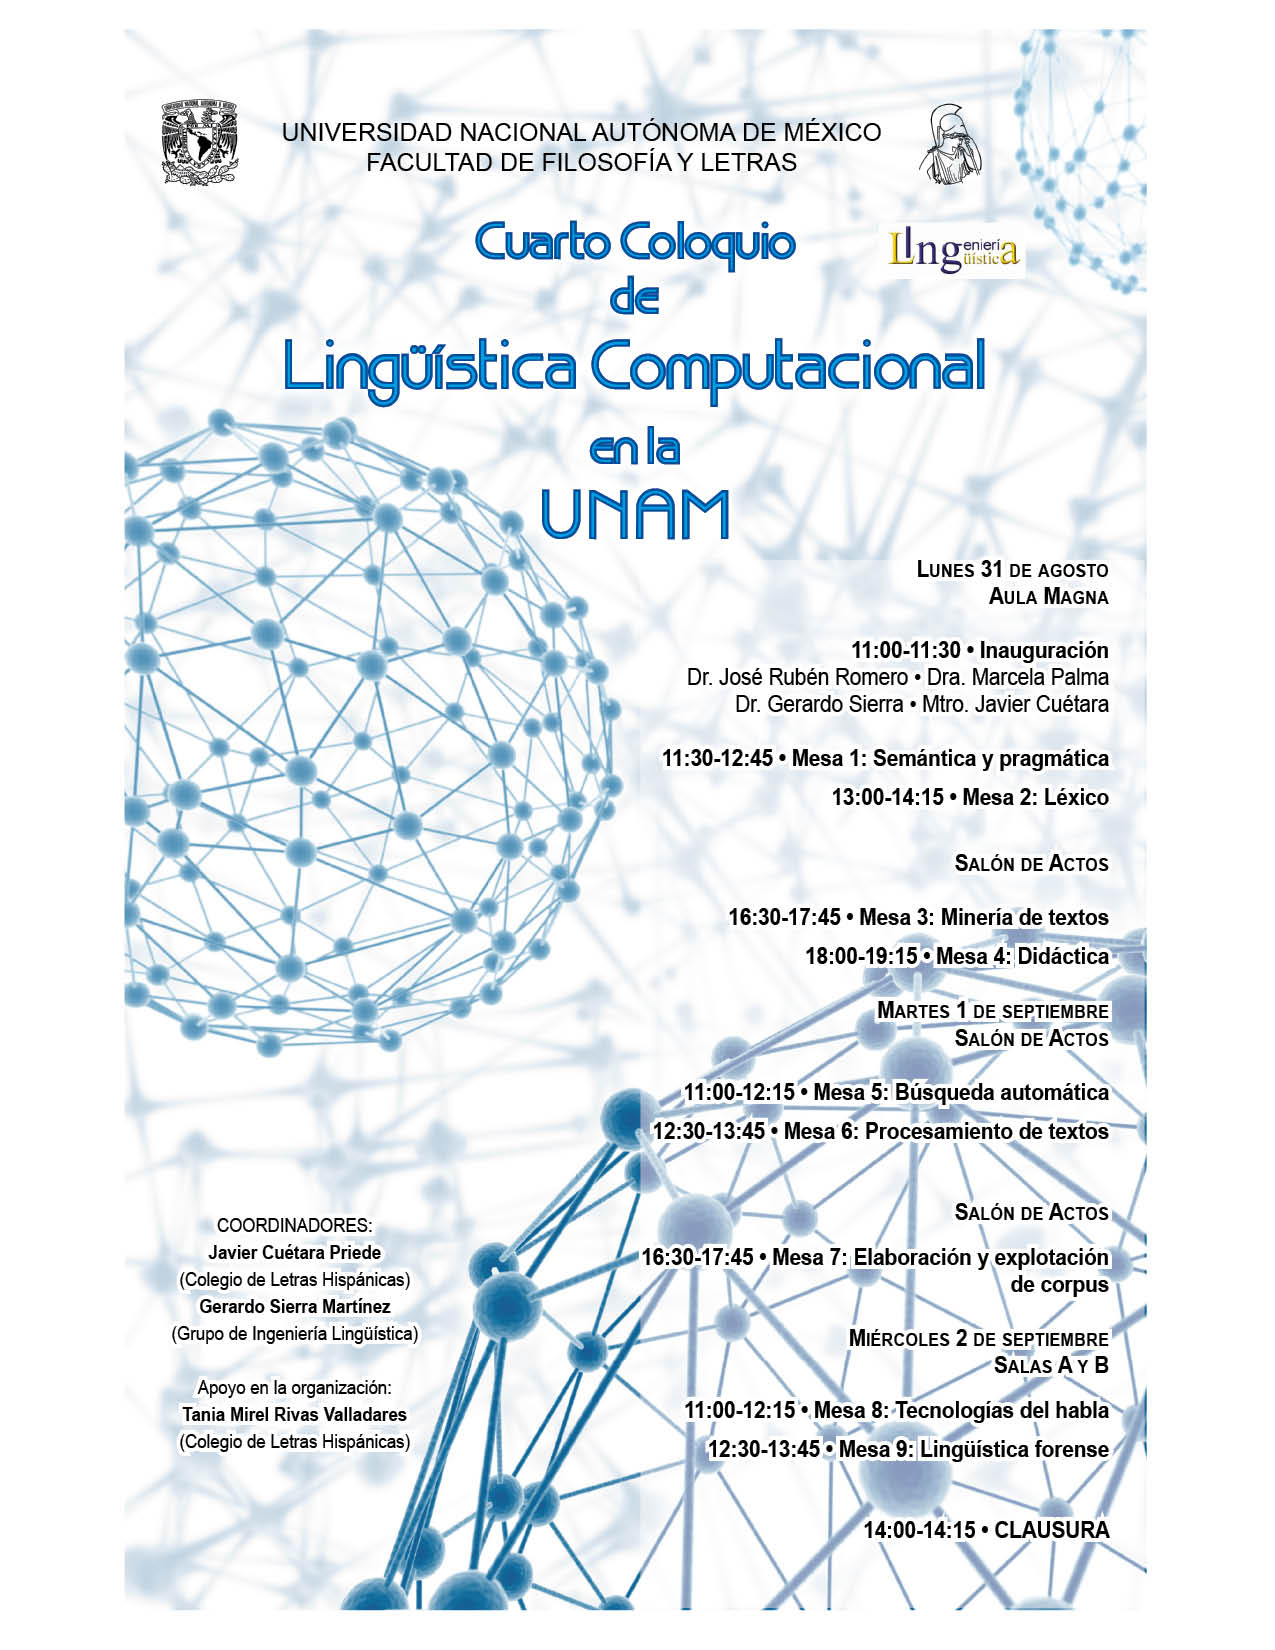 UNIVERSIDAD NACIONAL AUTÓNOMA DE MÉXICO
FACULTAD DE FILOSOFÍA Y LETRAS
Cuarto Coloquio
de
Lingüística Computacional
en la
UNAM
Ingeniería
Lingüística
LUNES 31 DE AGOSTO
AULA MAGNA
11:00-11:30 • Inauguración
Dr. José Rubén Romero • Dra. Marcela Palma
Dr. Gerardo Sierra • Mtro. Javier Cuétara
11:30-12:45 • Mesa 1: Semántica y pragmática
13:00-14:15 • Mesa 2: Léxico
SALÓN DE ACTOS
16:30-17:45 • Mesa 3: Minería de textos
18:00-19:15 • Mesa 4: Didáctica
MARTES 1 DE SEPTIEMBRE
SALÓN DE ACTOS
11:00-12:15 • Mesa 5: Búsqueda automática
12:30-13:45 • Mesa 6: Procesamiento de textos
SALÓN DE ACTOS
16:30-17:45 • Mesa 7: Elaboración y explotación
de corpus
MIÉRCOLES 2 DE SEPTIEMBRE
SALAS A Y B
11:00-12:15 • Mesa 8: Tecnologías del habla
12:30-13:45 • Mesa 9: Lingüística forense
14:00-14:15 • CLAUSURA
COORDINADORES:
Javier Cuétara Priede
(Colegio de Letras Hispánicas)
Gerardo Sierra Martínez
(Grupo de Ingeniería Lingüística)
Apoyo en la organización:
Tania Mirel Rivas Valladares
(Colegio de Letras Hispánicas)